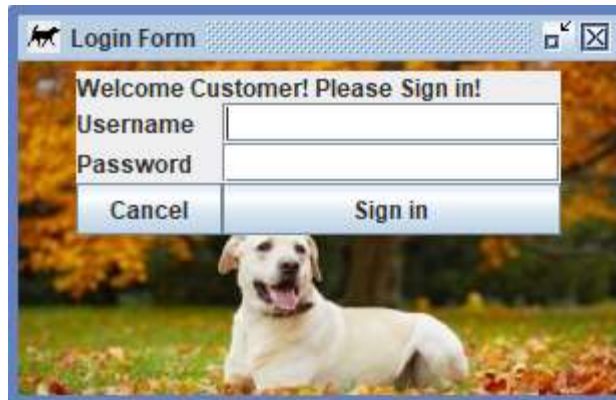 Login Form
Welcome Customer! Please Sign in!
Username
Password
Cancel Sign in